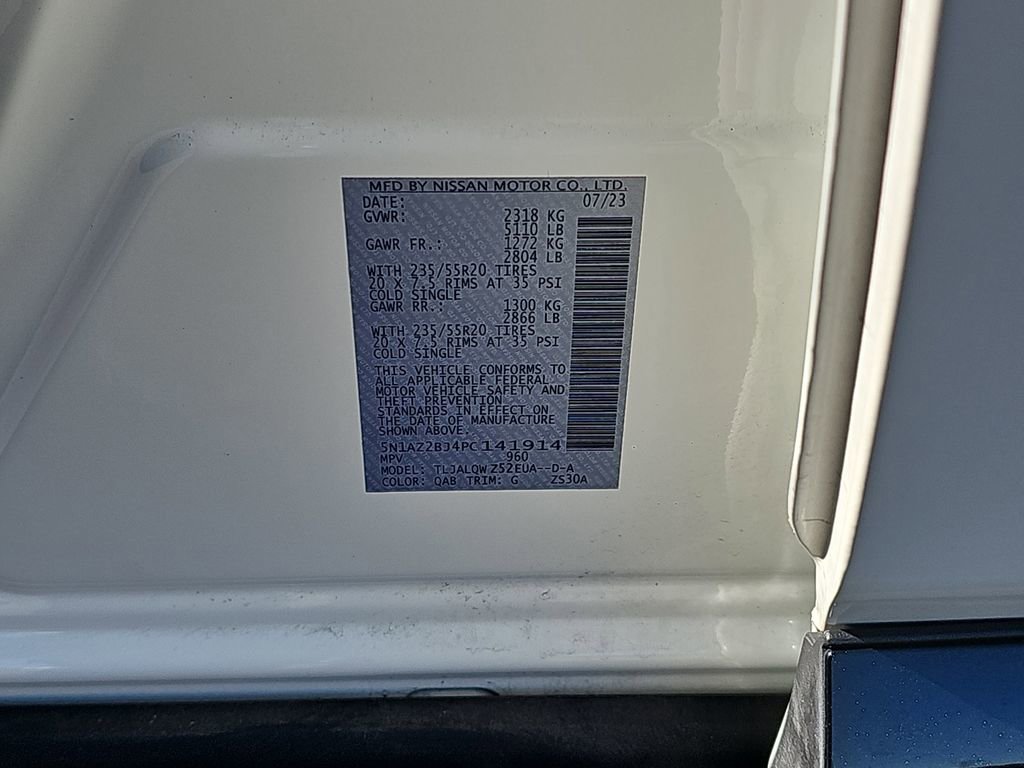 MFD BY NISSAN MOTOR CO., LTD.
DATE: 07/23
GVWR: 2318 KG
5110 LB
GAWR FR.: 1272 KG
2804 LB
WITH 235/55R20 TIRES
20 X 7.5 RIMS AT 35 PSI
COLD SINGLE
GAWR RR.: 1300 KG
2866 LB
WITH 235/55R20 TIRES
20 X 7.5 RIMS AT 35 PSI
COLD SINGLE
THIS VEHICLE CONFORMS TO
ALL APPLICABLE FEDERAL
MOTOR VEHICLE SAFETY AND
THEFT PREVENTION
STANDARDS IN EFFECT ON
THE DATE OF MANUFACTURE
SHOWN ABOVE.
5N1AZ2BJ4PC141914
MPV 960
MODEL: TLJALQW Z52EUA--D-A
COLOR: QAB TRIM: G ZS30A